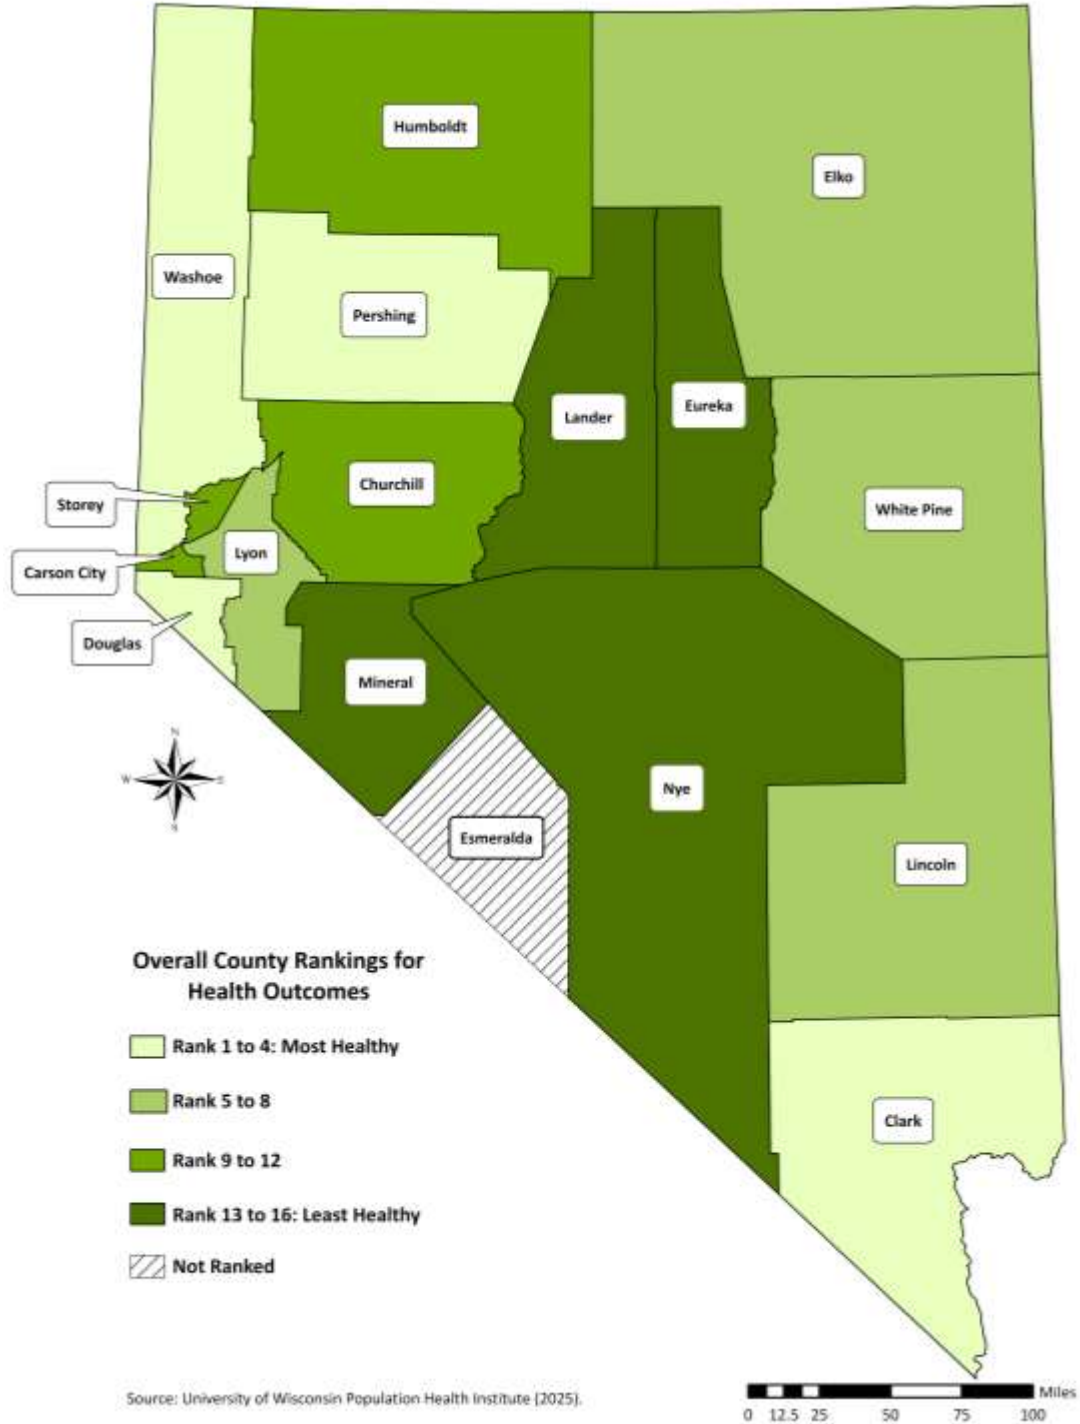 Humboldt
Elko
Washoe
Pershing
Lander
Eureka
Churchill
Storey
White Pine
Lyon
Carson City
Douglas
Mineral
N
W
E
S
Nye
Esmeralda
Lincoln
Overall County Rankings for
Health Outcomes
Rank 1 to 4: Most Healthy
Rank 5 to 8
Clark
Rank 9 to 12
Rank 13 to 16: Least Healthy
Not Ranked
Source: University of Wisconsin Population Health Institute (2025).
Miles
0 12.5 25 50 75 100